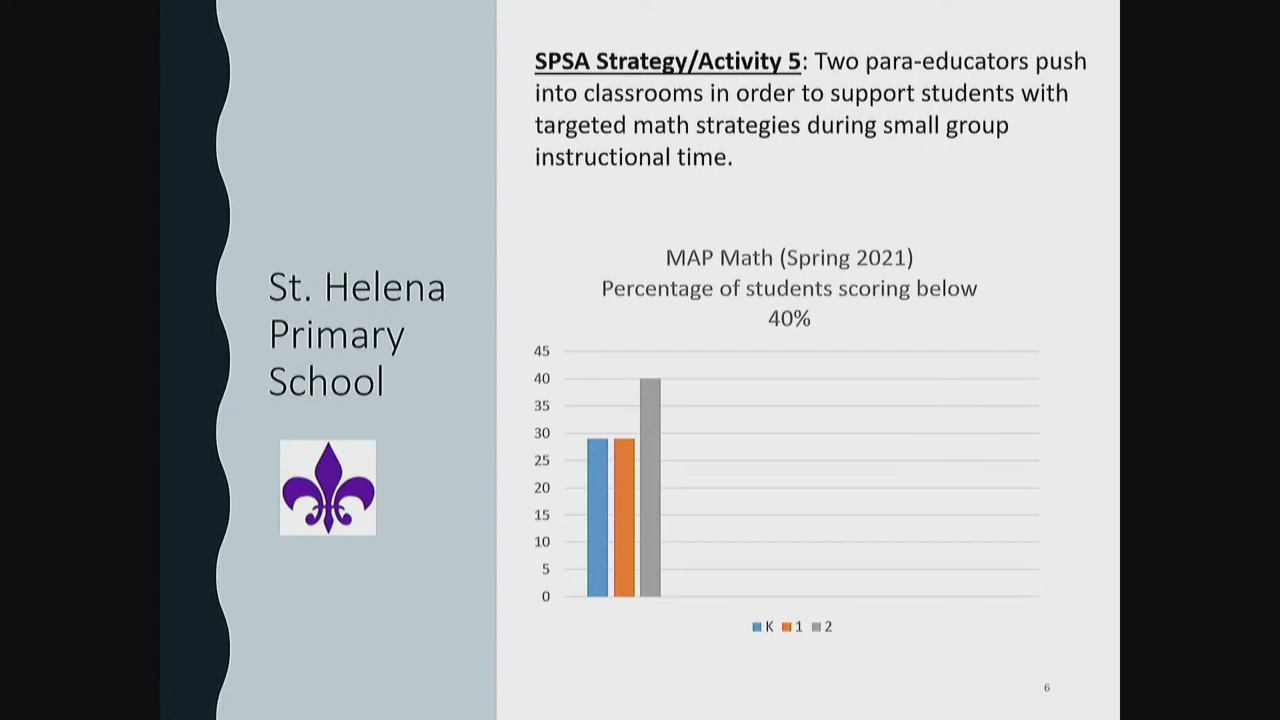 SPSA Strategy/Activity 5: Two para-educators push
into classrooms in order to support students with
targeted math strategies during small group
instructional time.
St. Helena
Primary
School
MAP Math (Spring 2021)
Percentage of students scoring below
40%
45
40
35
30
25
20
15
10
5
0
K 1 2
6